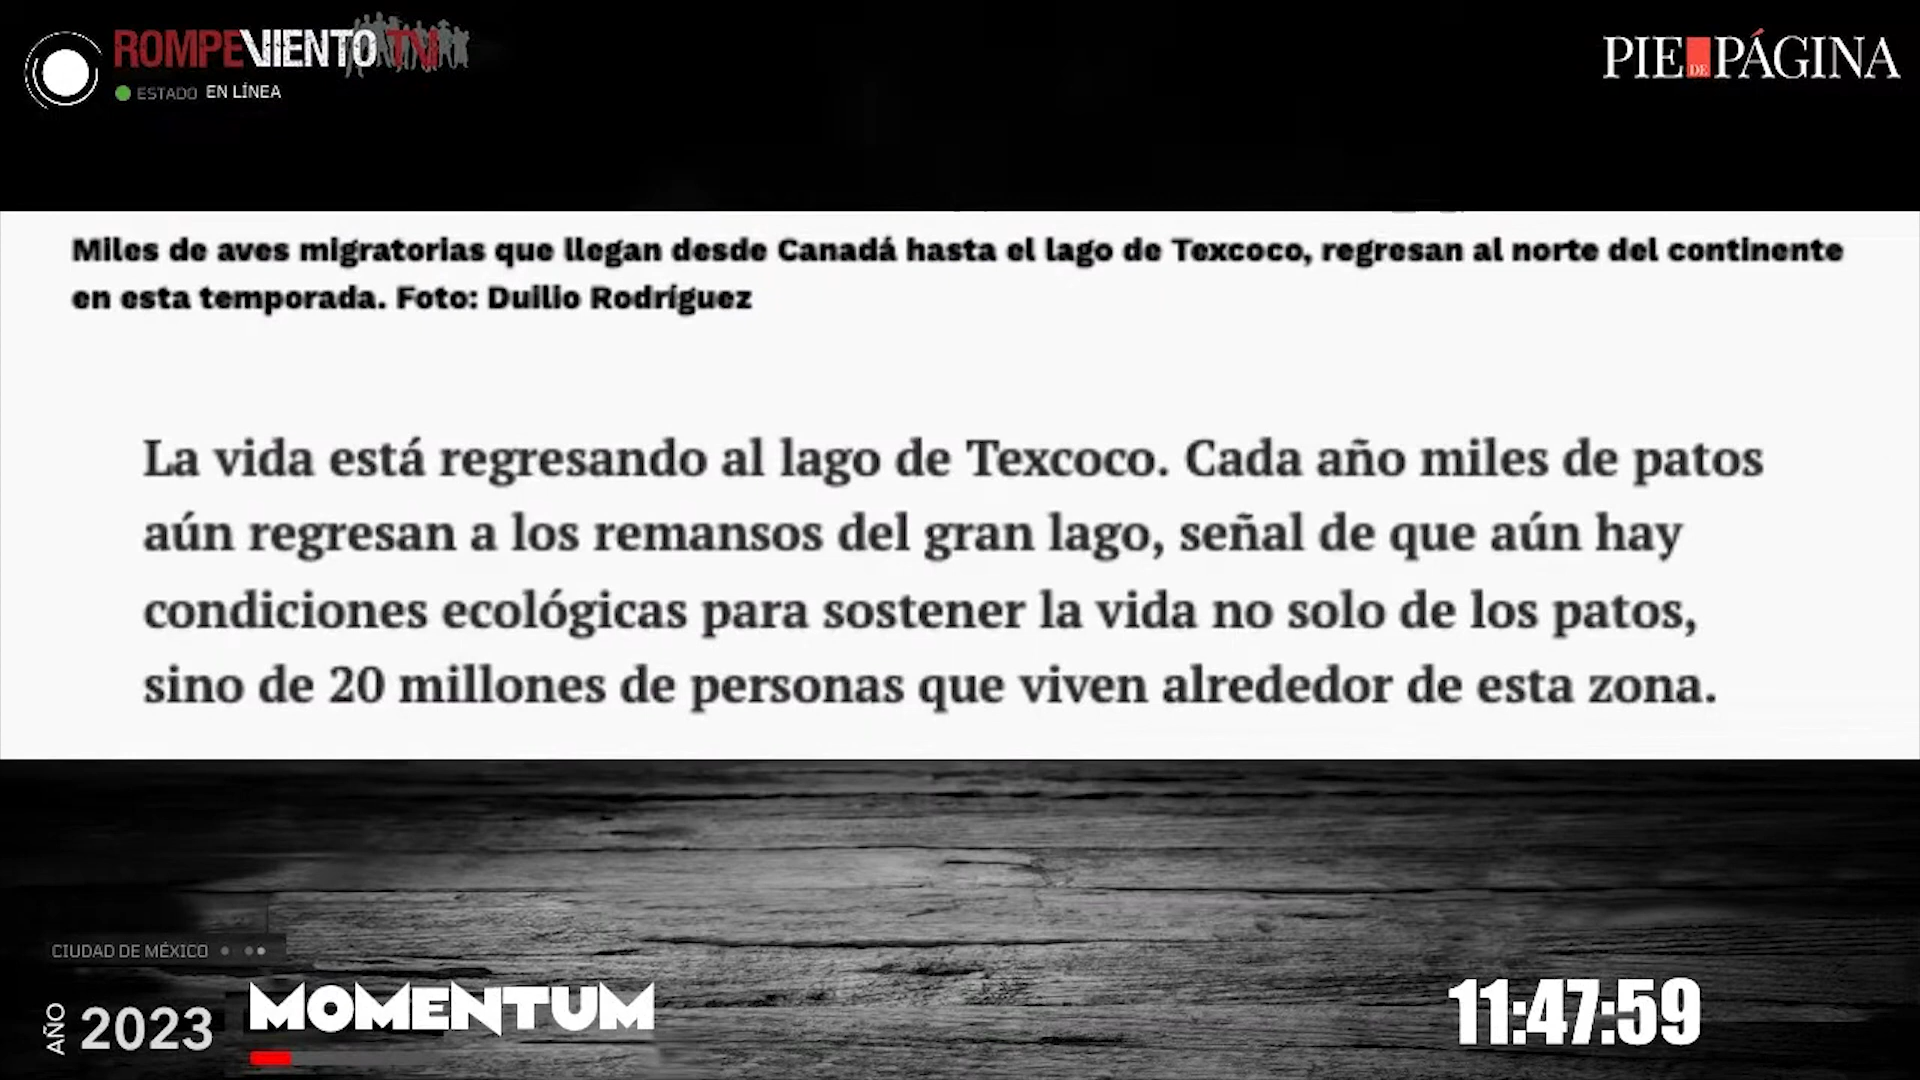 ROMPEVIENTO TV
ESTADO EN LÍNEA
PIE DE PÁGINA
Miles de aves migratorias que llegan desde Canadá hasta el lago de Texcoco, regresan al norte del continente
en esta temporada. Foto: Duilio Rodríguez
La vida está regresando al lago de Texcoco. Cada año miles de patos
aún regresan a los remansos del gran lago, señal de que aún hay
condiciones ecológicas para sostener la vida no solo de los patos,
sino de 20 millones de personas que viven alrededor de esta zona.
CIUDAD DE MÉXICO
AÑO 2023
MOMENTUM
11:47:59